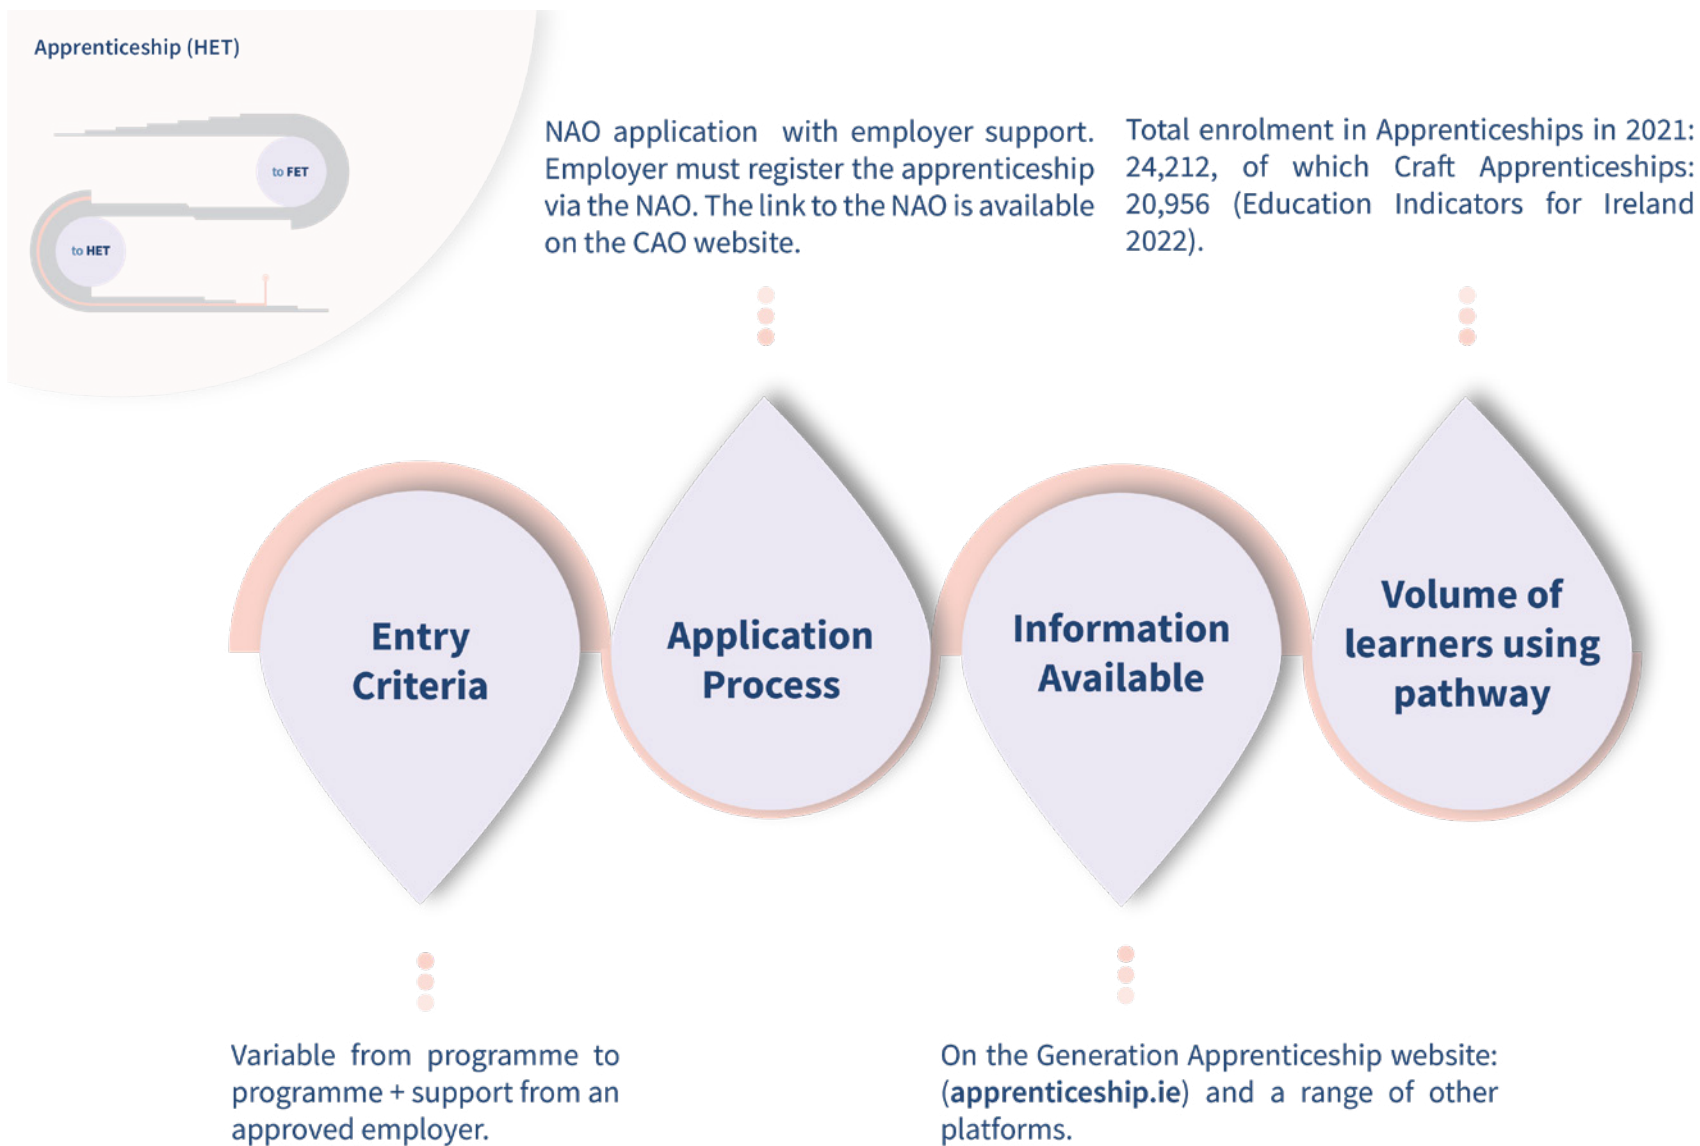 Apprenticeship (HET)
to FET
to HET
NAO application with employer support.
Employer must register the apprenticeship
via the NAO. The link to the NAO is available
on the CAO website.
Total enrolment in Apprenticeships in 2021:
24,212, of which Craft Apprenticeships:
20,956 (Education Indicators for Ireland
2022).
Entry
Criteria
Application
Process
Information
Available
Volume of
learners using
pathway
Variable from programme to
programme + support from an
approved employer.
On the Generation Apprenticeship website:
(apprenticeship.ie) and a range of other
platforms.